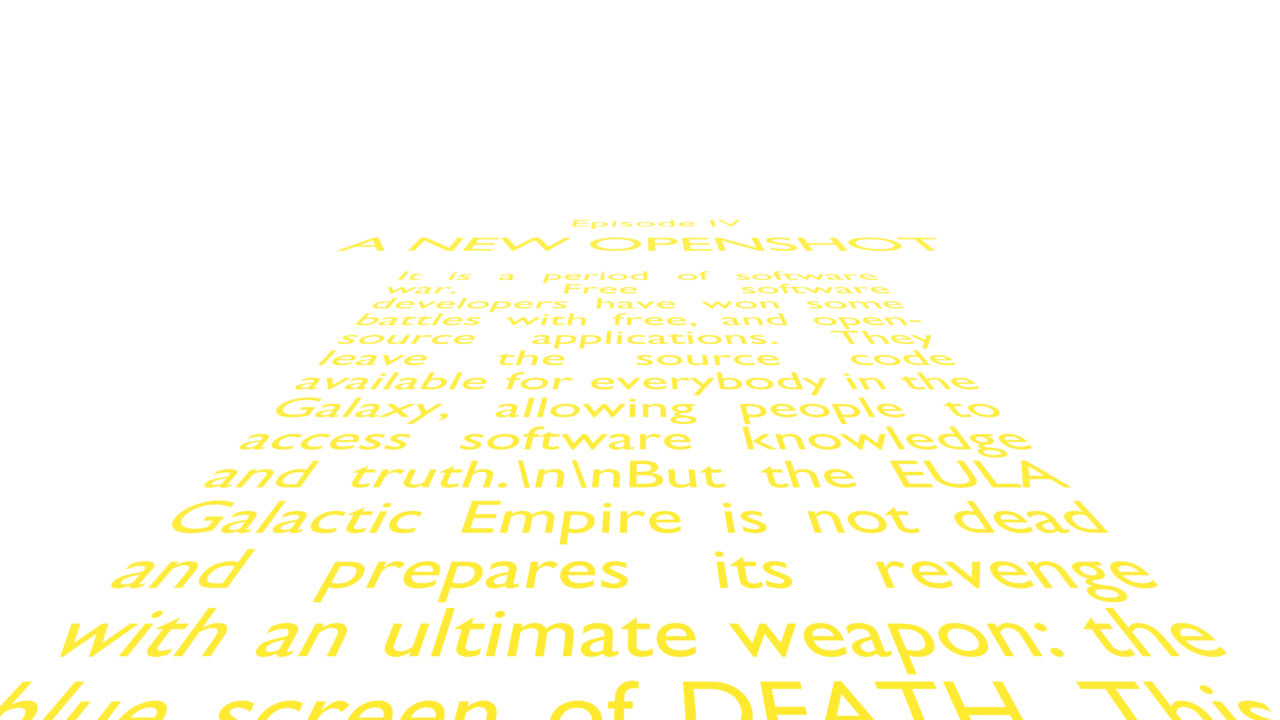 Episode IV
A NEW OPENSHOT
It is a period of software
war. Free software
developers have won some
battles with free, and open-
source applications. They
leave the source code
available for everybody in the
Galaxy, allowing people to
access software knowledge
and truth.\n\nBut the EULA
Galactic Empire is not dead
and prepares its revenge
with an ultimate weapon: the
blue screen of DEATH. This